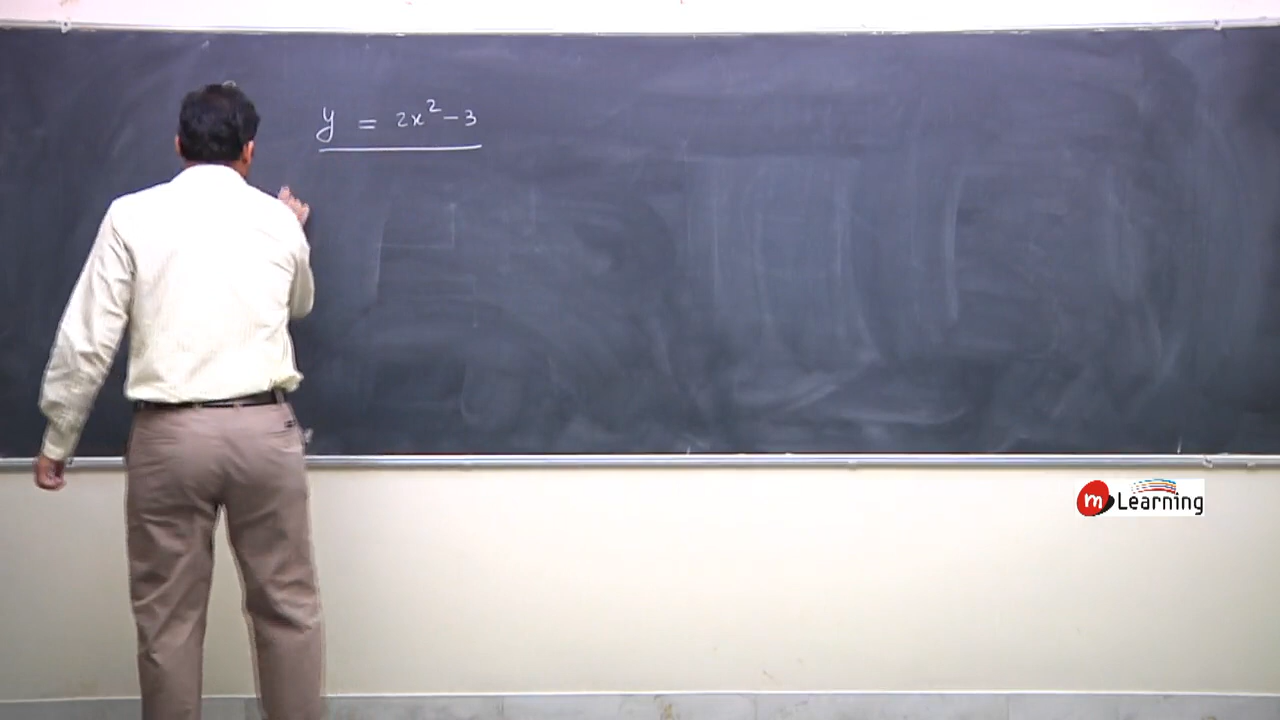 y = 2x² - 3
m Learning